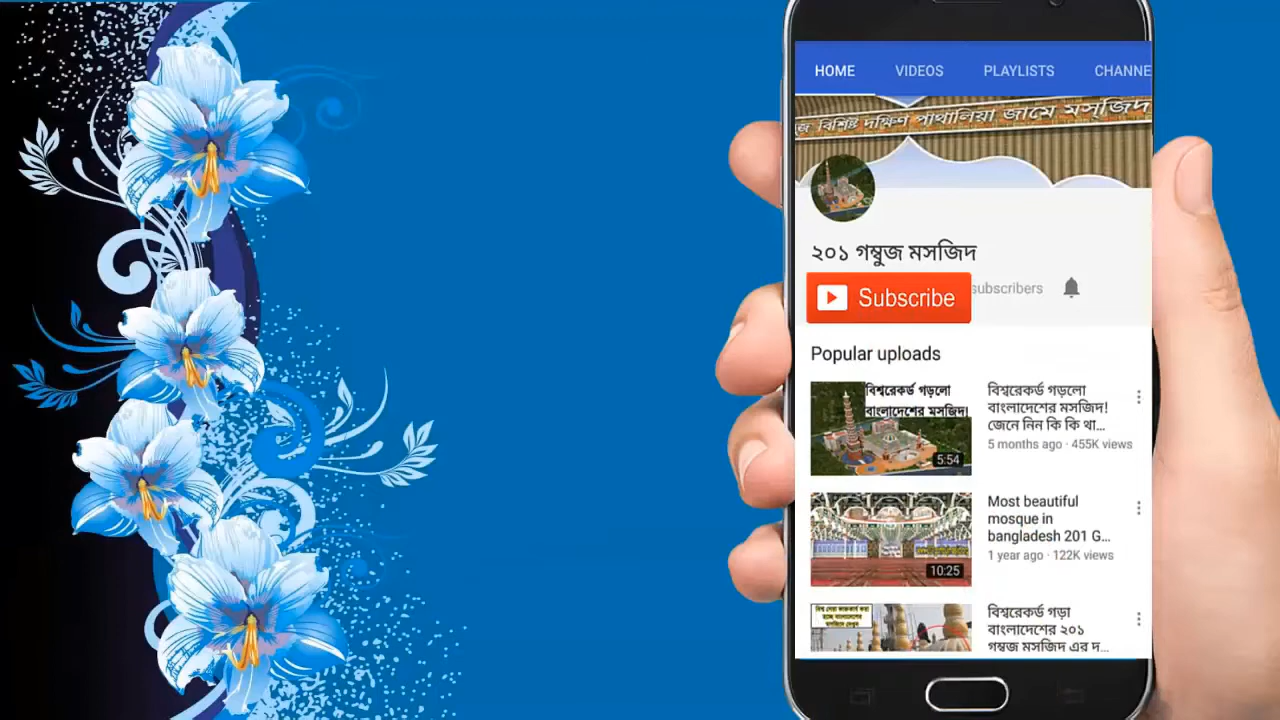 HOME VIDEOS PLAYLISTS CHANNE
বিশিষ্ট দক্ষিণ পাথালিয়া জামে মস্জিদ
২০১ গম্বুজ মসজিদ
Subscribe subscribers
Popular uploads
বিশ্বরেকর্ড গড়লো
বাংলাদেশের মসজিদ!
5:54
বিশ্বরেকর্ড গড়লো
বাংলাদেশের মসজিদ!
জেনে নিন কি কি থা...
5 months ago · 455K views
10:25
Most beautiful
mosque in
bangladesh 201 G...
1 year ago · 122K views
বিশ্বরেকর্ড গড়া
বাংলাদেশের ২০১
গম্বুজ মসজিদ এর দ...